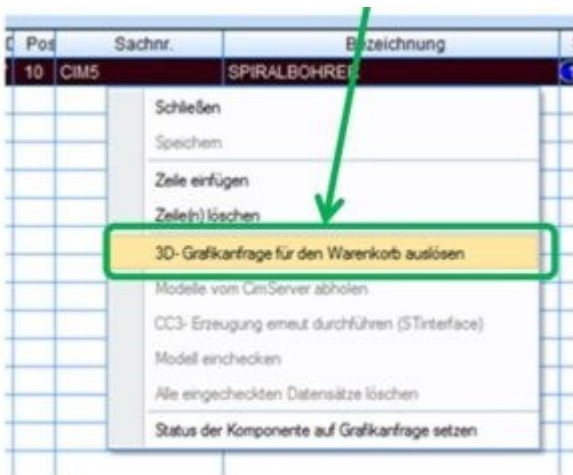 Pos Sachnr. Bezeichnung
10 CIM5 SPIRALBOHRER
Schließen
Speichern
Zeile einfügen
Zeile(n) löschen
3D- Grafikanfrage für den Warenkorb auslösen
Modelle vom CimServer abholen
CC3- Erzeugung erneut durchführen (STinterface)
Modell einchecken
Alle eingecheckten Datensätze löschen
Status der Komponente auf Grafikanfrage setzen